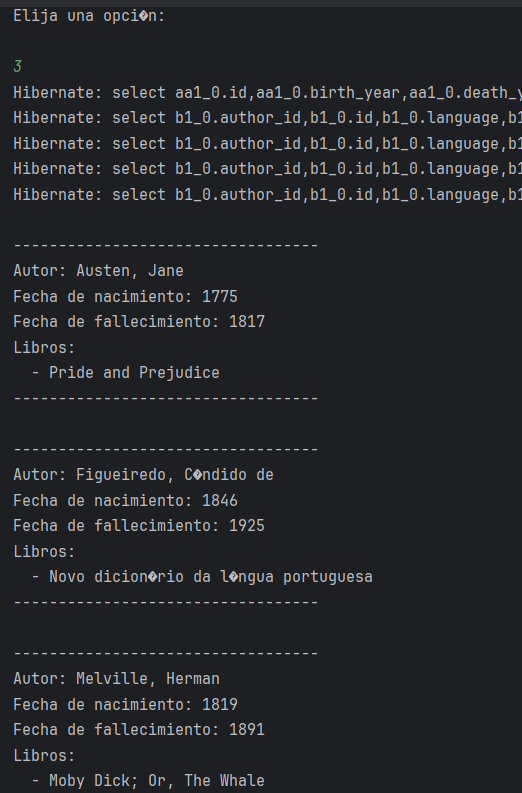 Elija una opci�n:
3
Hibernate: select aa1_0.id,aa1_0.birth_year,aa1_0.death_y
Hibernate: select b1_0.author_id,b1_0.id,b1_0.language,b1
Hibernate: select b1_0.author_id,b1_0.id,b1_0.language,b1
Hibernate: select b1_0.author_id,b1_0.id,b1_0.language,b1
Hibernate: select b1_0.author_id,b1_0.id,b1_0.language,b1
----------------------------------
Autor: Austen, Jane
Fecha de nacimiento: 1775
Fecha de fallecimiento: 1817
Libros:
  - Pride and Prejudice
----------------------------------
----------------------------------
Autor: Figueiredo, C�ndido de
Fecha de nacimiento: 1846
Fecha de fallecimiento: 1925
Libros:
  - Novo dicion�rio da l�ngua portuguesa
----------------------------------
----------------------------------
Autor: Melville, Herman
Fecha de nacimiento: 1819
Fecha de fallecimiento: 1891
Libros:
  - Moby Dick; Or, The Whale